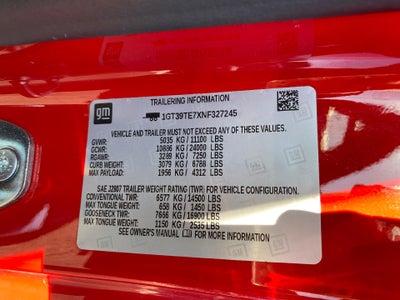 gm
TRAILERING INFORMATION
1GT39TE7XNF327245
VEHICLE AND TRAILER MUST NOT EXCEED ANY OF THESE VALUES.
GVWR: 5035 KG / 11100 LBS
GCWR: 10886 KG / 24000 LBS
RGAWR: 3289 KG / 7250 LBS
CURB WEIGHT: 3079 KG / 6788 LBS
MAX PAYLOAD: 1956 KG / 4312 LBS
SAE J2807 TRAILER WEIGHT RATING (TWR) FOR VEHICLE CONFIGURATION.
CONVENTIONAL TWR: 6577 KG / 14500 LBS
MAX TONGUE WEIGHT: 658 KG / 1450 LBS
GOOSENECK TWR: 7666 KG / 16900 LBS
MAX TONGUE WEIGHT: 1150 KG / 2535 LBS
SEE OWNER'S MANUAL FOR MORE INFORMATION